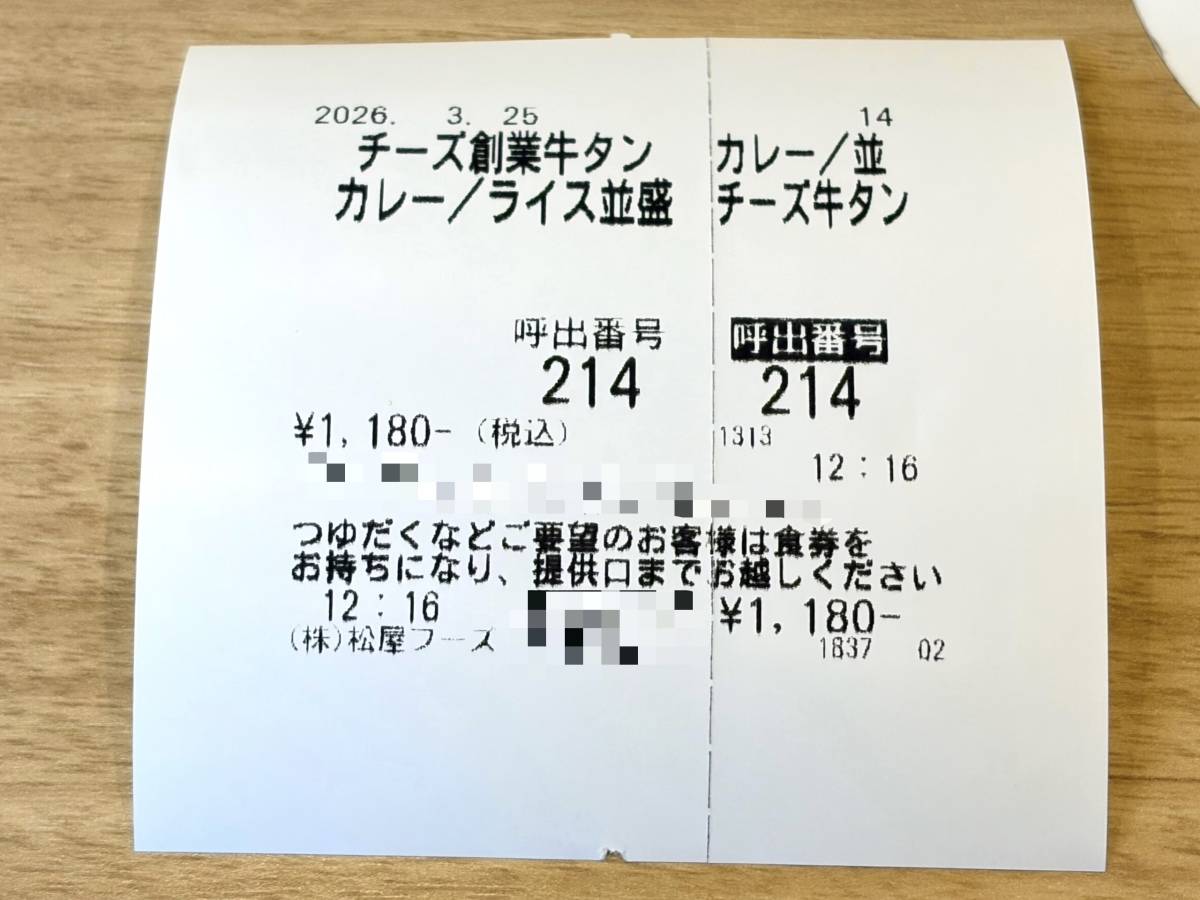 2026. 3. 25 14
チーズ創業牛タン カレー/並
カレー/ライス並盛 チーズ牛タン
呼出番号 呼出番号
214 214
¥1,180-(税込) 1313
12:16
つゆだくなどご要望のお客様は食券を
お持ちになり、提供口までお越しください
12:16 ¥1,180-
(株)松屋フーズ 1837 02